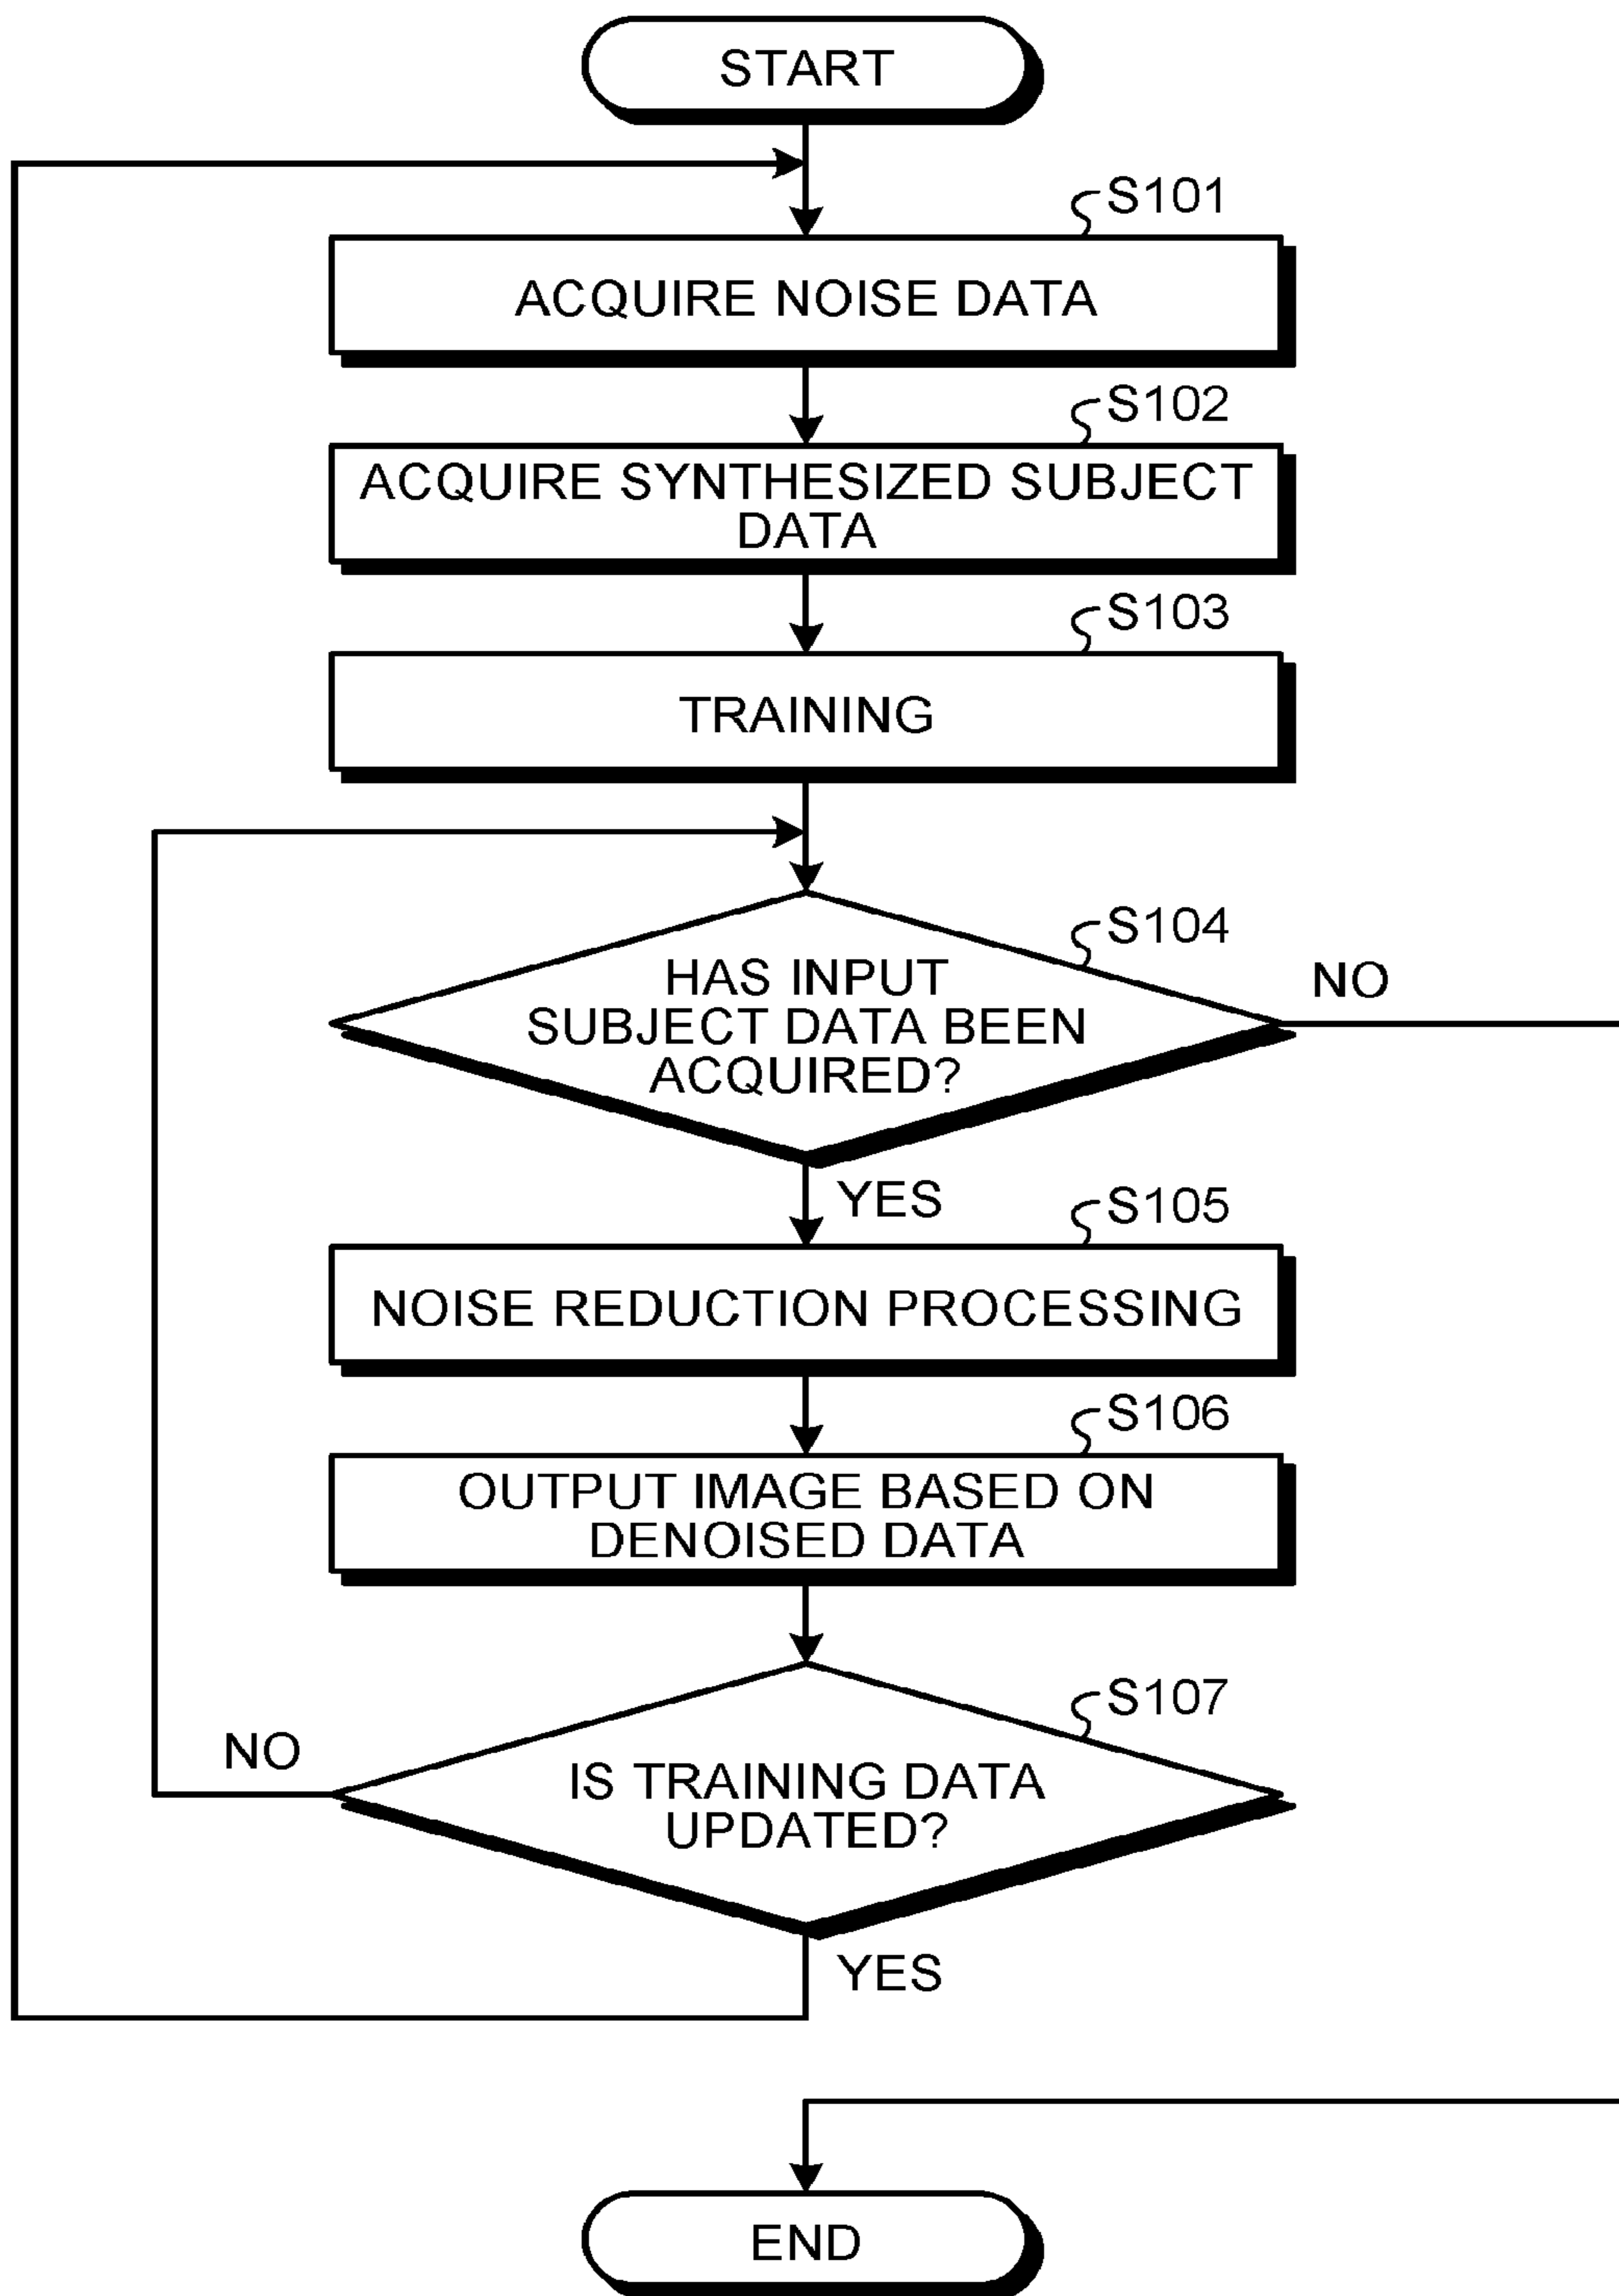 START
S101
ACQUIRE NOISE DATA
S102
ACQUIRE SYNTHESIZED SUBJECT
DATA
S103
TRAINING
S104
NO
HAS INPUT
SUBJECT DATA BEEN
ACQUIRED?
YES
S105
NOISE REDUCTION PROCESSING
S106
OUTPUT IMAGE BASED ON
DENOISED DATA
S107
NO
IS TRAINING DATA
UPDATED?
YES
END